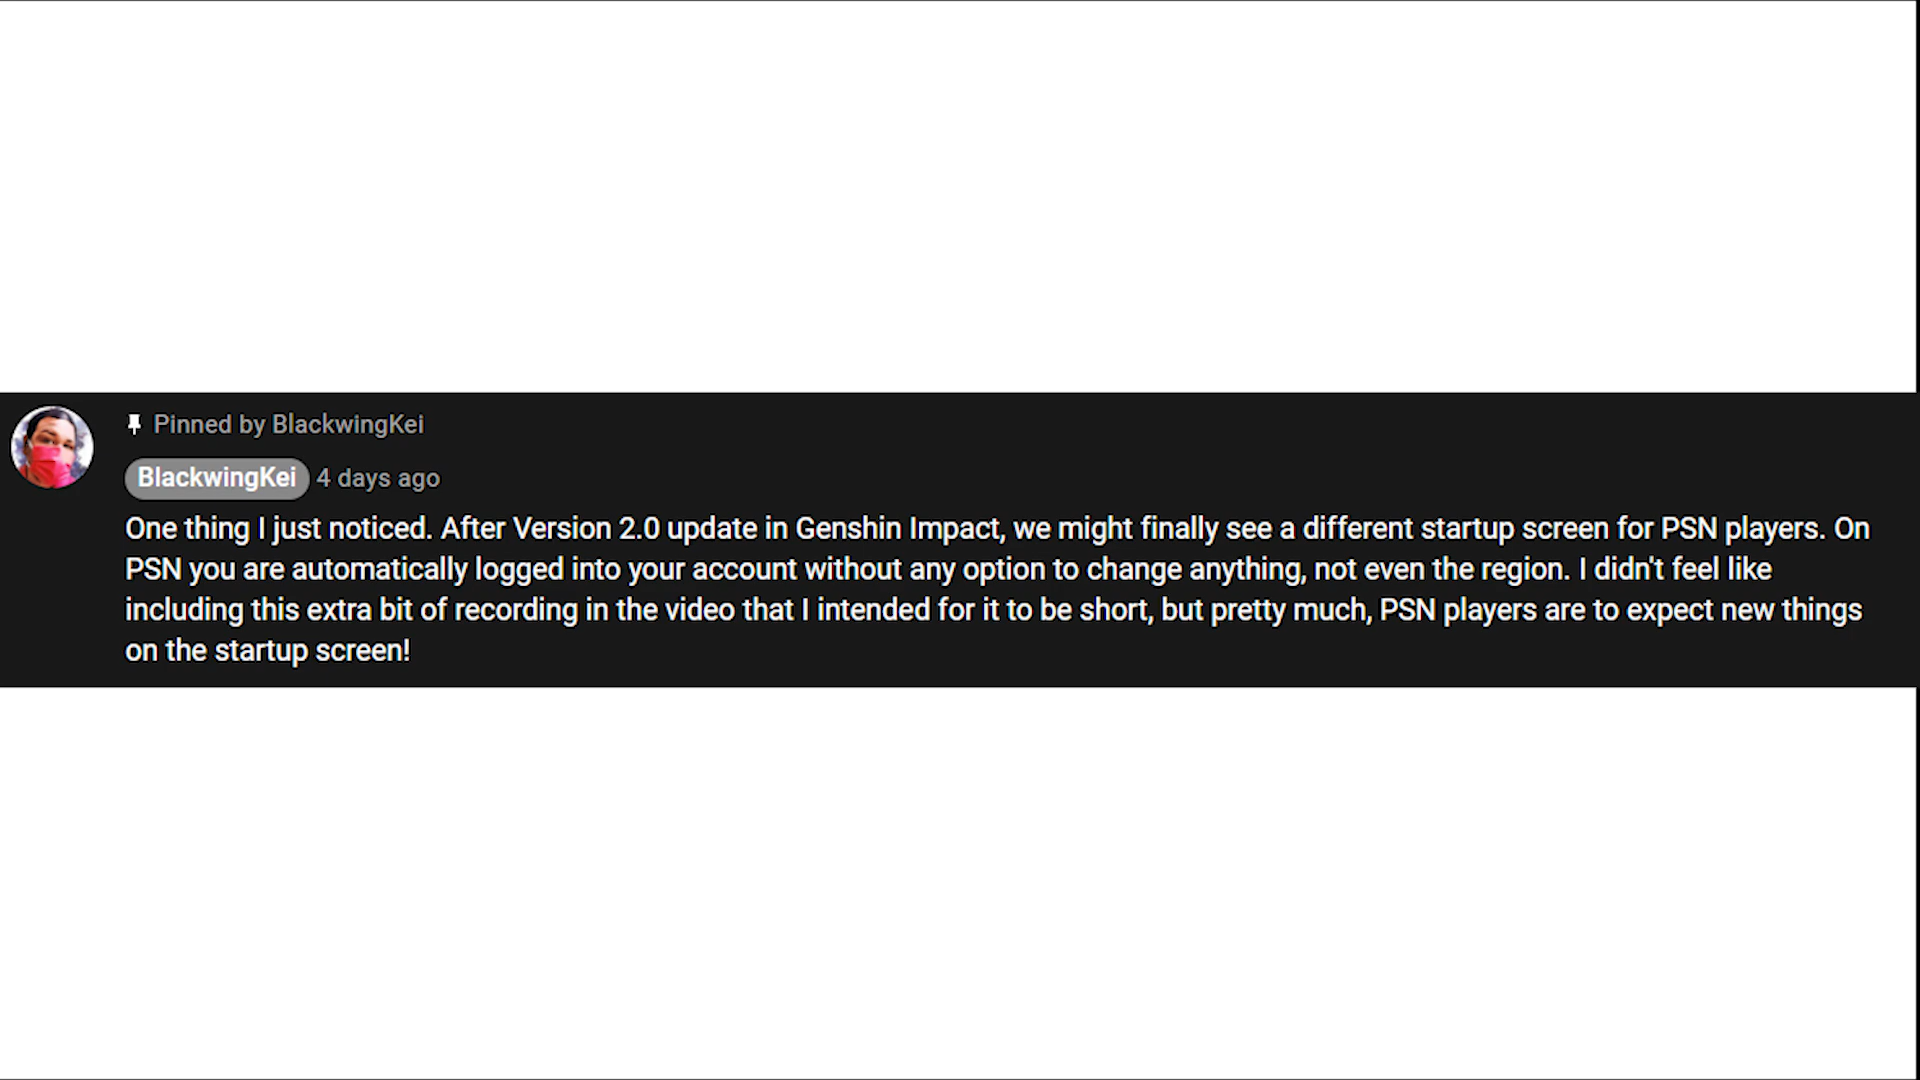 Pinned by BlackwingKei
BlackwingKei 4 days ago
One thing I just noticed. After Version 2.0 update in Genshin Impact, we might finally see a different startup screen for PSN players. On
PSN you are automatically logged into your account without any option to change anything, not even the region. I didn't feel like
including this extra bit of recording in the video that I intended for it to be short, but pretty much, PSN players are to expect new things
on the startup screen!